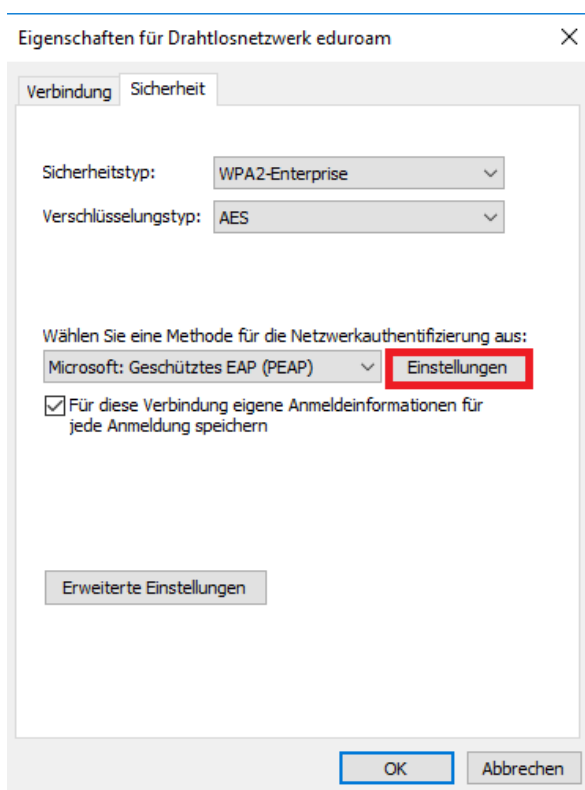 Eigenschaften für Drahtlosnetzwerk eduroam
Verbindung Sicherheit
Sicherheitstyp: WPA2-Enterprise
Verschlüsselungstyp: AES
Wählen Sie eine Methode für die Netzwerkauthentifizierung aus:
Microsoft: Geschütztes EAP (PEAP) Einstellungen
Für diese Verbindung eigene Anmeldeinformationen für
jede Anmeldung speichern
Erweiterte Einstellungen
OK Abbrechen